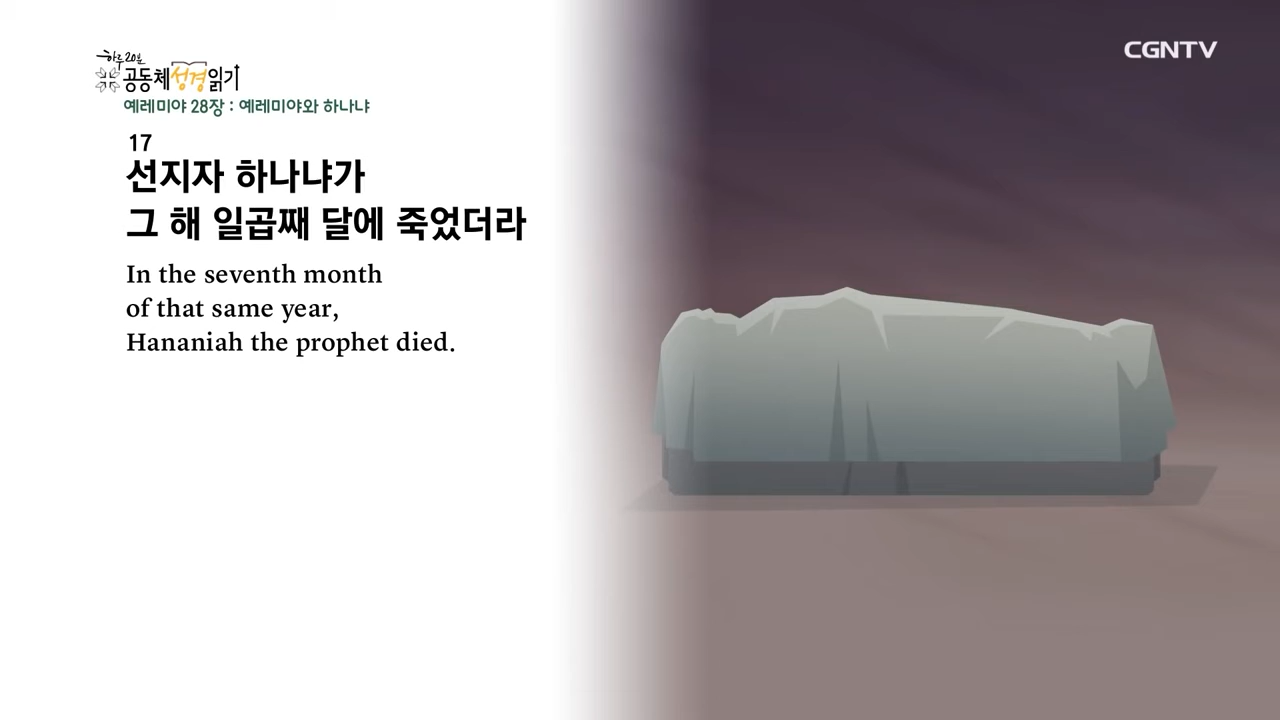 하루 20분
공동체성경읽기
CGNTV
예레미야 28장 : 예레미야와 하나냐
17
선지자 하나냐가
그 해 일곱째 달에 죽었더라
In the seventh month
of that same year,
Hananiah the prophet died.